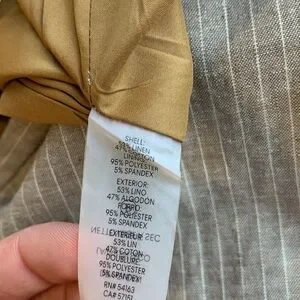 SHELL:
53% LINEN
47% COTTON
LINING:
95% POLYESTER
5% SPANDEX
EXTERIOR:
53% LINO
47% ALGODON
FORRO:
95% POLIESTER
5% SPANDEX
EXTERIEUR:
53% LIN
47% COTON
DOUBLURE:
95% POLYESTER
5% SPANDEX
RN# 54163
CA# 57151